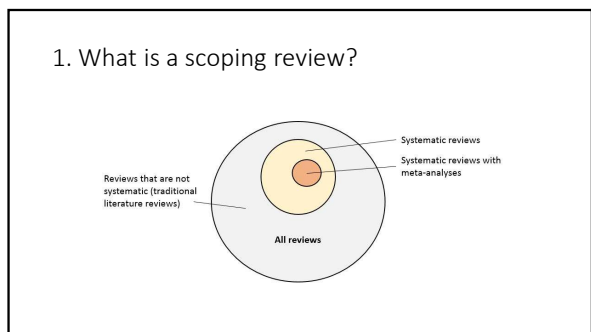 1. What is a scoping review?
Systematic reviews
Systematic reviews with
meta-analyses
Reviews that are not
systematic (traditional
literature reviews)
All reviews